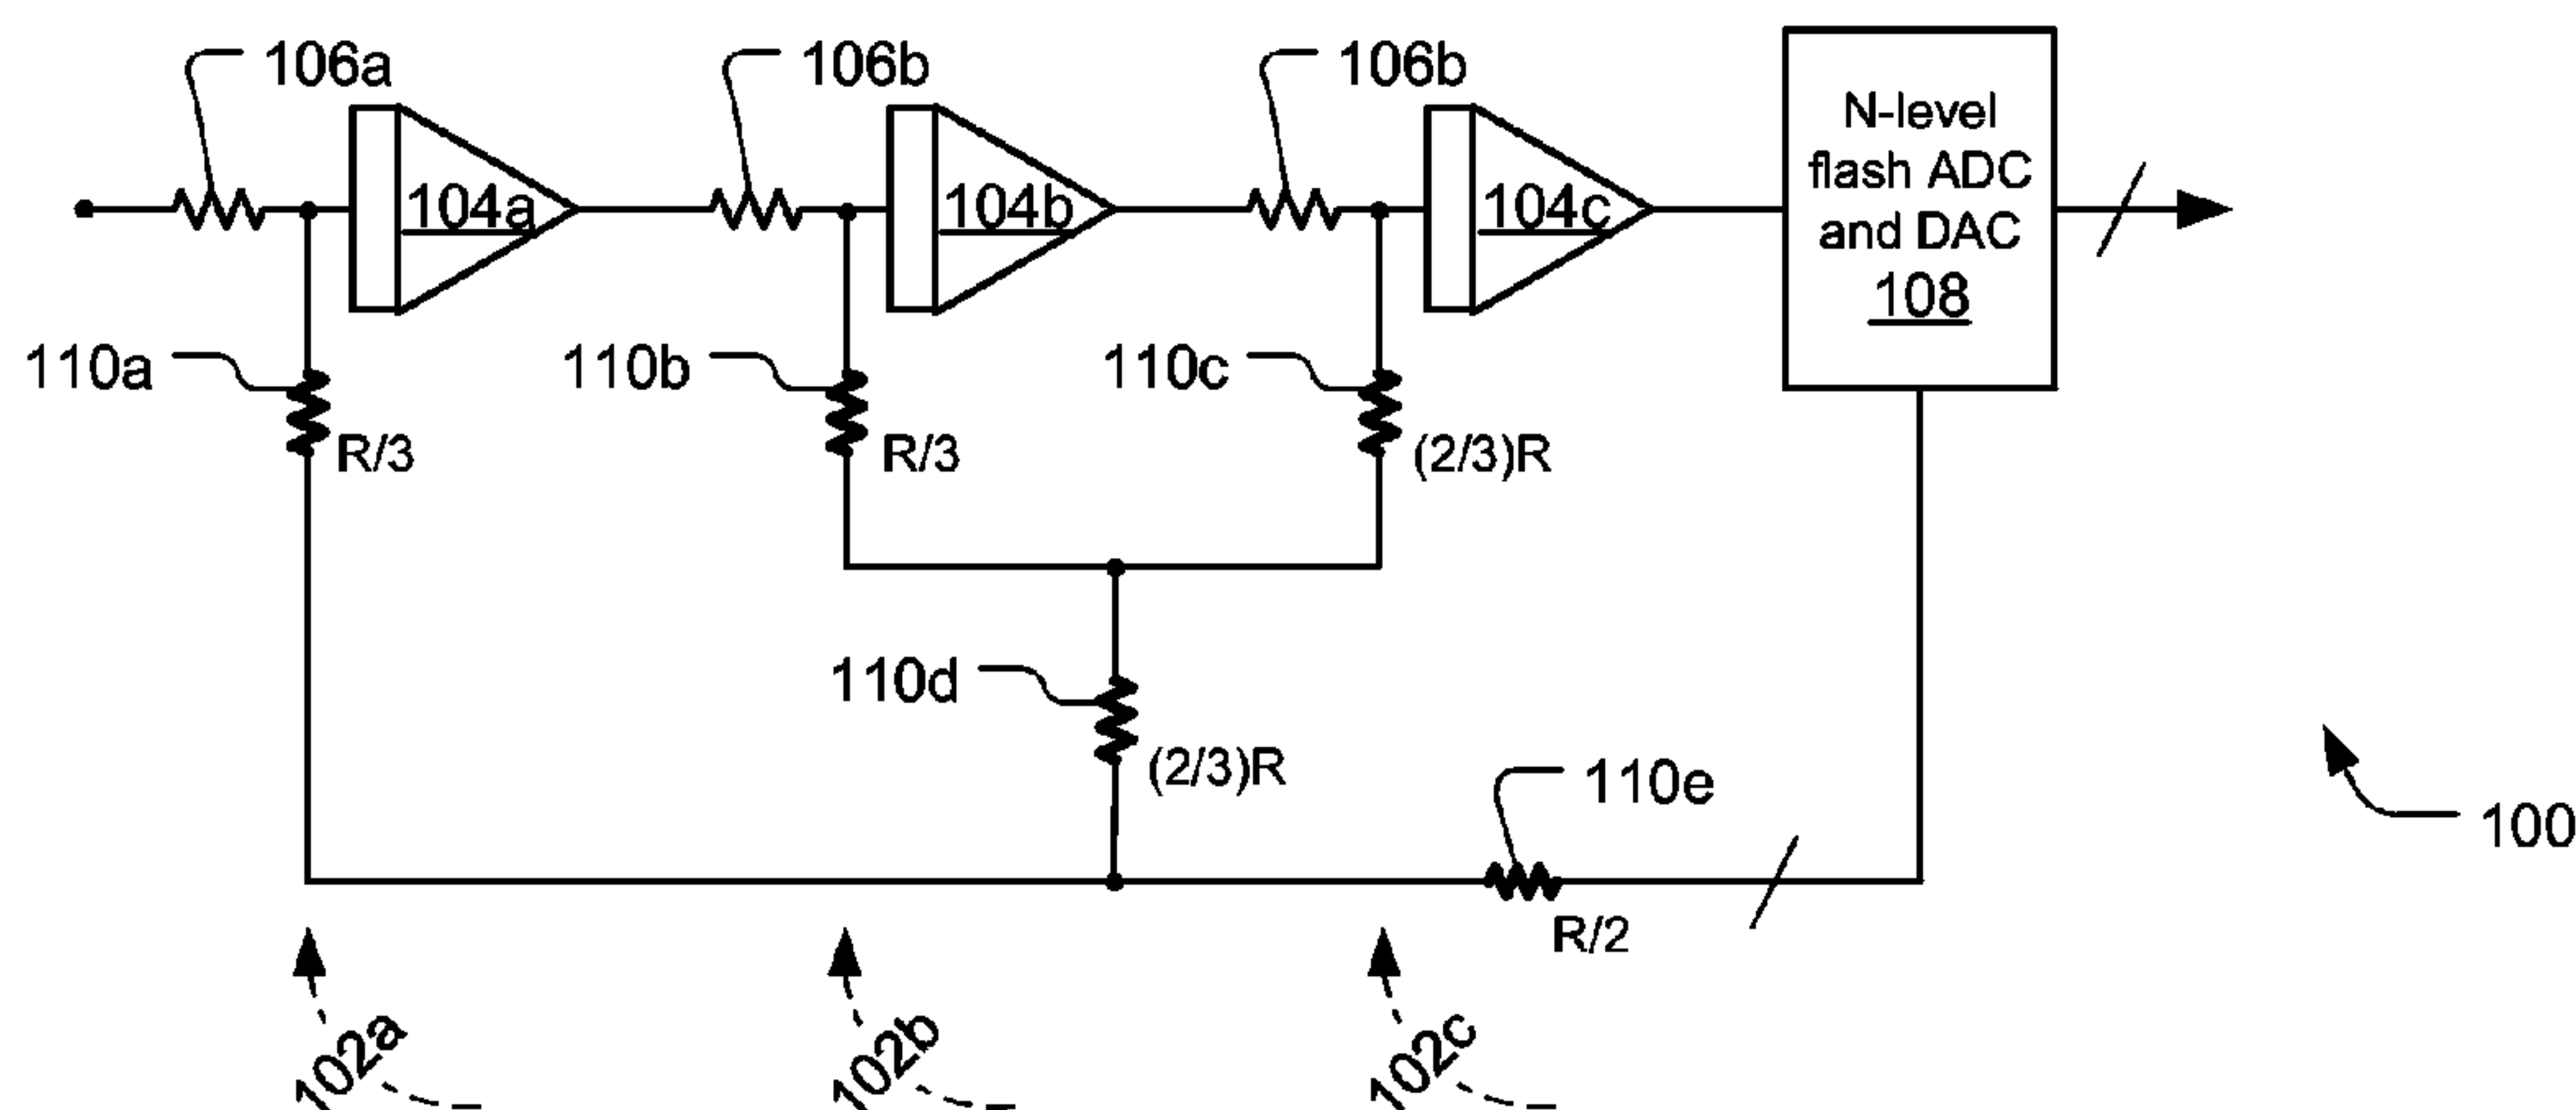 106a
106b
106b
N-level
flash ADC
and DAC
108
104a
104b
104c
110a
110b
110c
R/3
R/3
(2/3)R
110d
(2/3)R
110e
100
R/2
102a
102b
102c